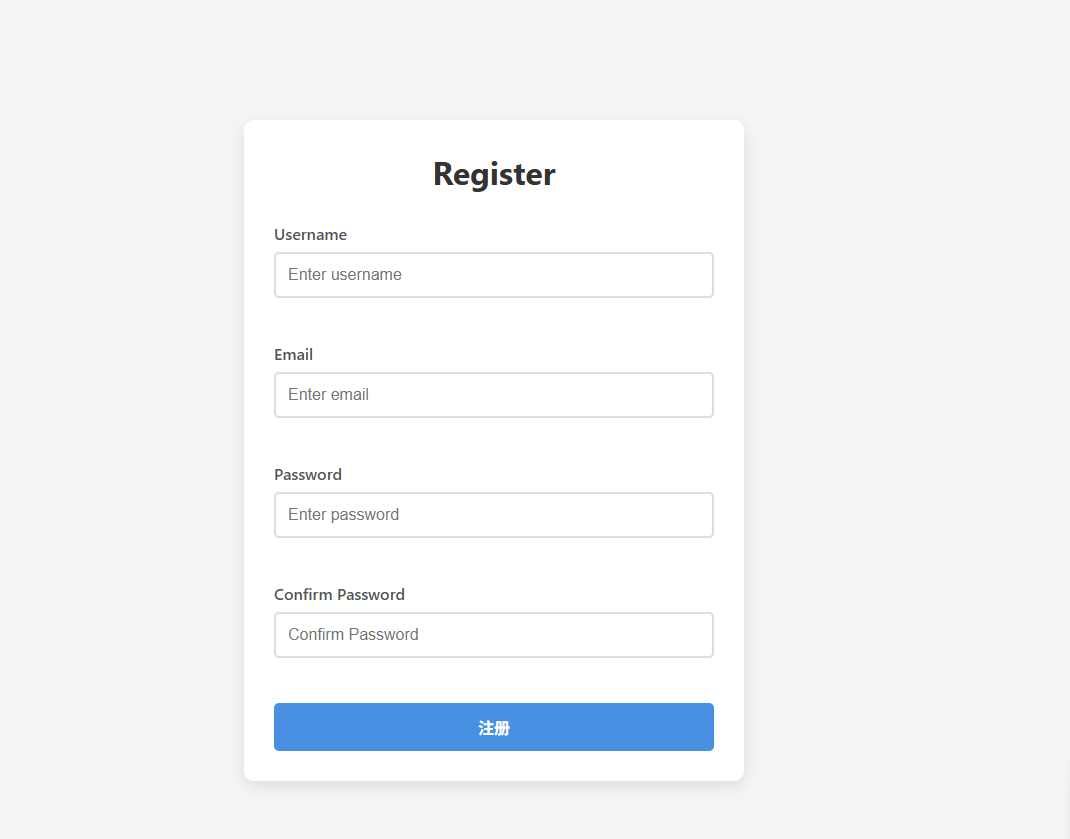 Register
Username
Enter username
Email
Enter email
Password
Enter password
Confirm Password
Confirm Password
注册